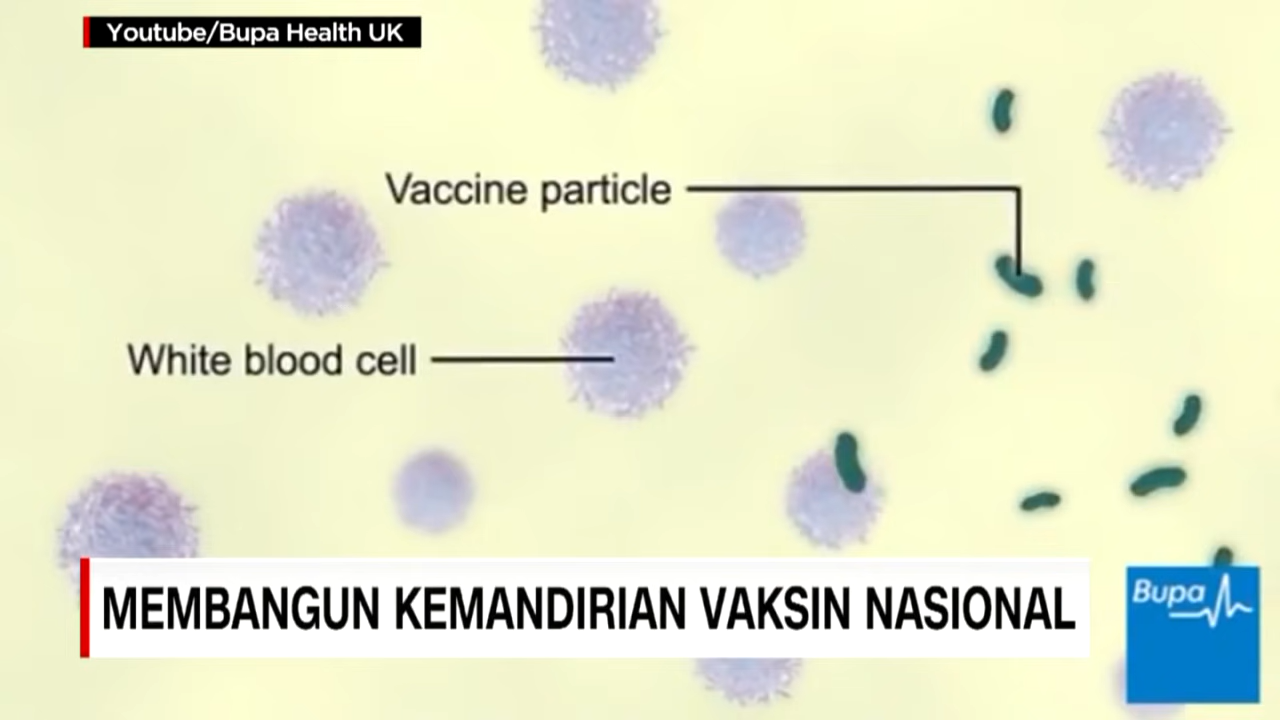 Youtube/Bupa Health UK
Vaccine particle
White blood cell
MEMBANGUN KEMANDIRIAN VAKSIN NASIONAL
Bupa